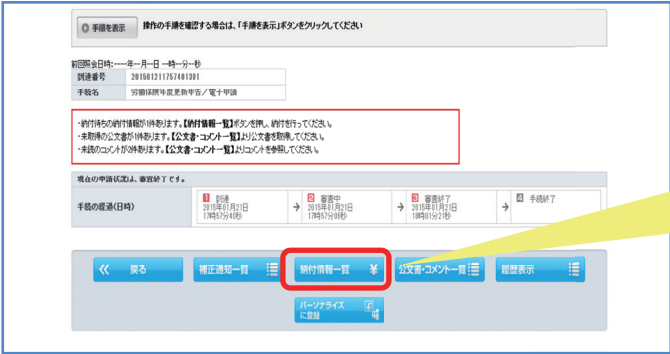 手順を表示 操作の手順を確認する場合は、「手順を表示」ボタンをクリックしてください
前回照会日時:----年--月--日 --時--分--秒
到達番号 201501211757401301
手続名 労働保険年度更新申告/電子申請
・納付待ちの納付情報が1件あります。【納付情報一覧】ボタンを押し、納付を行ってください。
・未取得の公文書が1件あります。【公文書・コメント一覧】より公文書を取得してください。
・未読のコメントが0件あります。【公文書・コメント一覧】よりコメントを参照してください。
現在の申請状況は、審査終了です。
手続の経過(日時)
1 到達
2015年01月21日
17時57分40秒
→
2 審査中
2015年01月21日
17時57分00秒
→
3 審査終了
2015年01月21日
18時01分21秒
→
4 手続終了
戻る 補正通知一覧 納付情報一覧 ¥ 公文書・コメント一覧 履歴表示
パーソナライズ
に登録